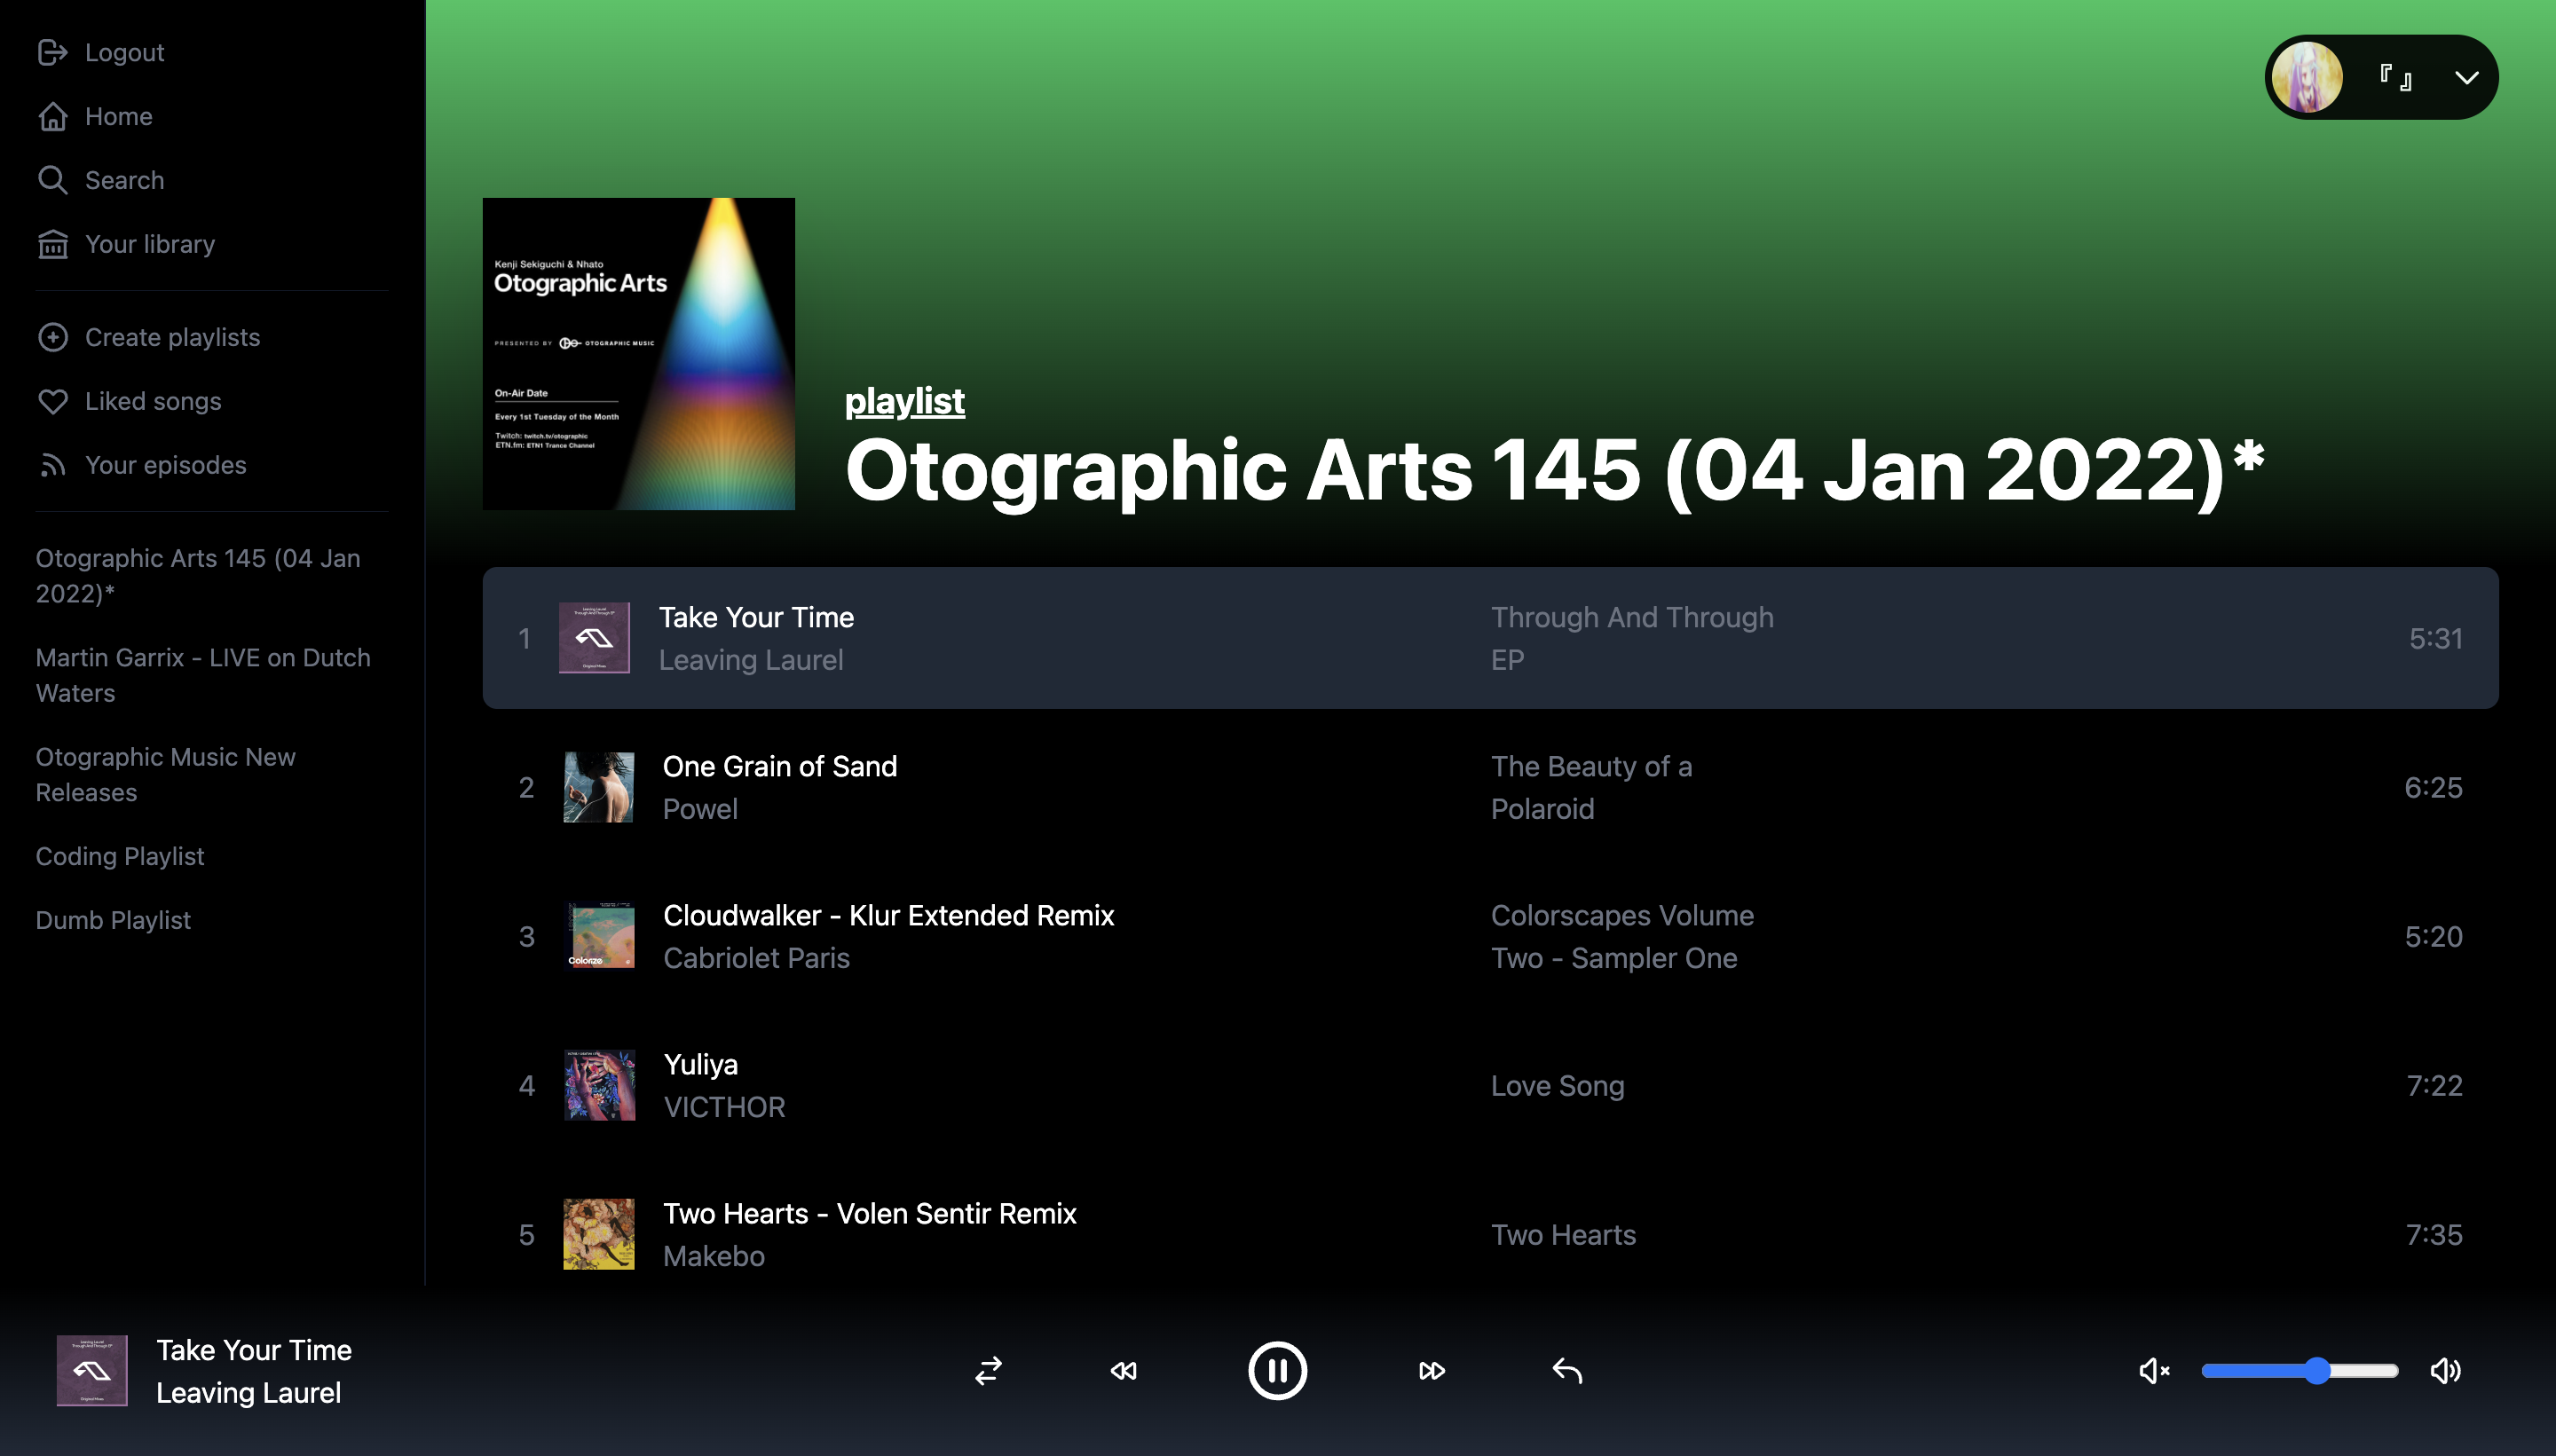 Logout
Home
Search
Your library
Create playlists
Liked songs
Your episodes
Otographic Arts 145 (04 Jan
2022)*
Martin Garrix - LIVE on Dutch
Waters
Otographic Music New
Releases
Coding Playlist
Dumb Playlist
『』
Kenji Sekiguchi & Nhato
Otographic Arts
PRESENTED BY OTOGRAPHIC MUSIC
On-Air Date
Every 1st Tuesday of the Month
Twitch: twitch.tv/otographic
ETN.fm: ETN1 Trance Channel
playlist
Otographic Arts 145 (04 Jan 2022)*
1
Take Your Time
Leaving Laurel
Through And Through
EP
5:31
2
One Grain of Sand
Powel
The Beauty of a
Polaroid
6:25
3
Colorize
Cloudwalker - Klur Extended Remix
Cabriolet Paris
Colorscapes Volume
Two - Sampler One
5:20
4
Yuliya
VICTHOR
Love Song
7:22
5
Two Hearts - Volen Sentir Remix
Makebo
Two Hearts
7:35
Take Your Time
Leaving Laurel